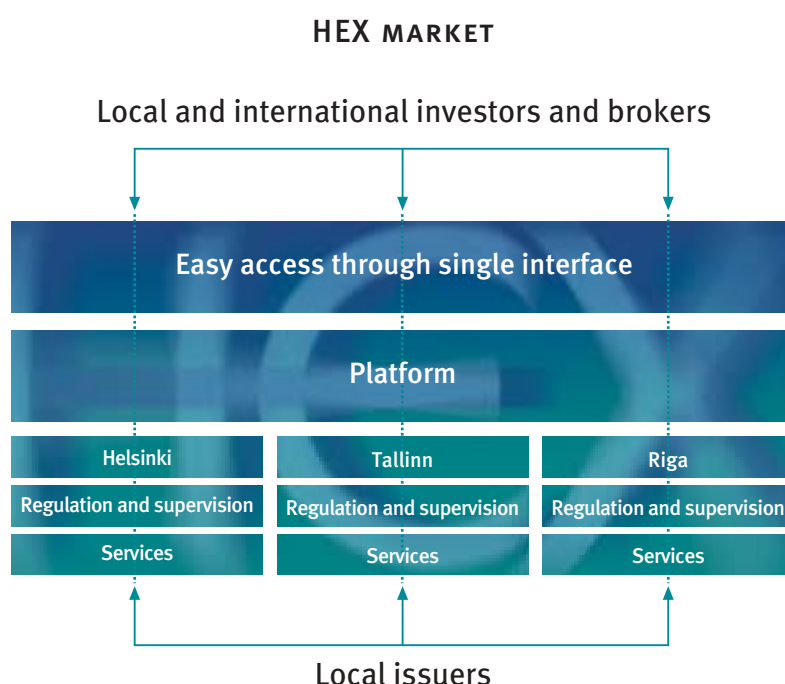 HEX MARKET
Local and international investors and brokers
Easy access through single interface
Platform
Helsinki
Tallinn
Riga
Regulation and supervision
Regulation and supervision
Regulation and supervision
Services
Services
Services
Local issuers